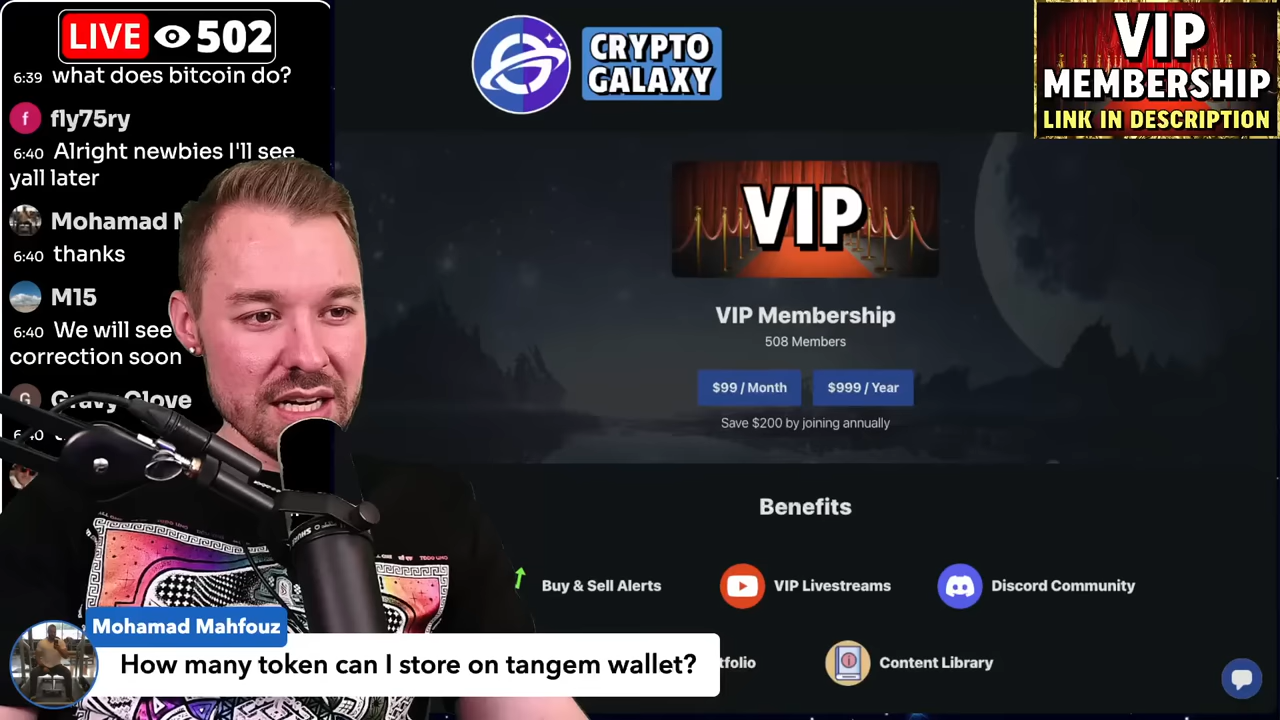 LIVE 502
6:39 what does bitcoin do?
f fly75ry
6:40 Alright newbies I'll see
yall later
Mohamad
6:40 thanks
M15
6:40 We will see
correction soon
G Gravy Glove
CRYPTO
GALAXY
VIP
MEMBERSHIP
LINK IN DESCRIPTION
VIP
VIP Membership
508 Members
$99 / Month $999 / Year
Save $200 by joining annually
Benefits
Buy & Sell Alerts VIP Livestreams Discord Community
Content Library
Mohamad Mahfouz
How many token can I store on tangem wallet?